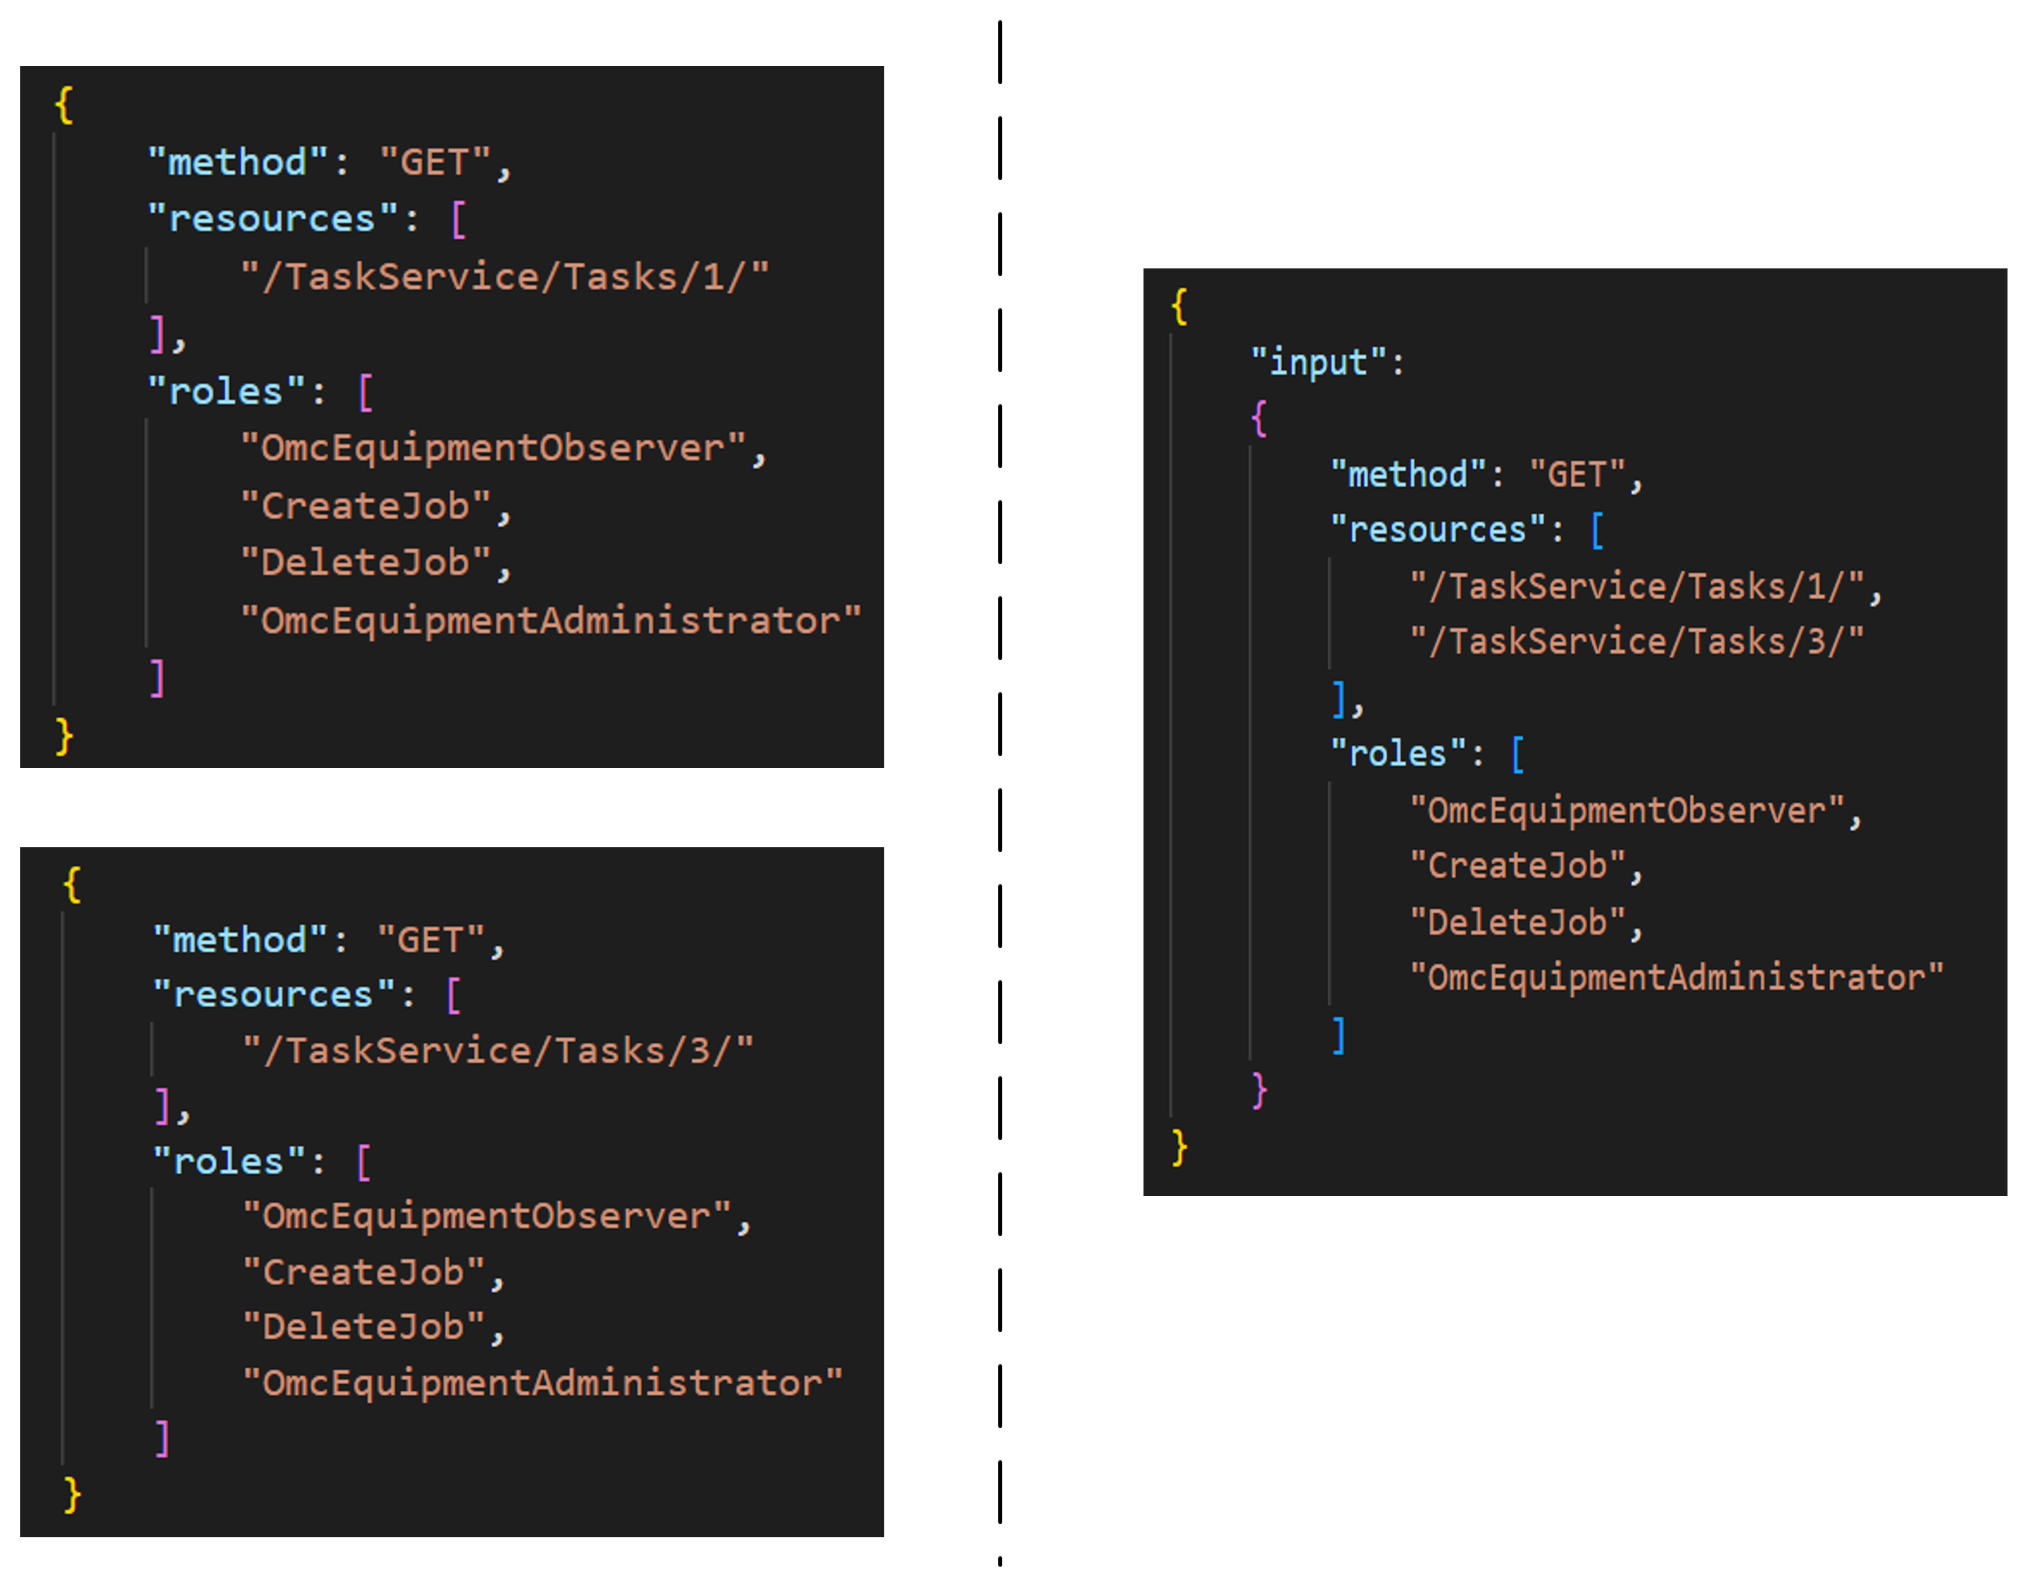 {
    "method": "GET",
    "resources": [
        "/TaskService/Tasks/1/"
    ],
    "roles": [
        "OmcEquipmentObserver",
        "CreateJob",
        "DeleteJob",
        "OmcEquipmentAdministrator"
    ]
}
{
    "method": "GET",
    "resources": [
        "/TaskService/Tasks/3/"
    ],
    "roles": [
        "OmcEquipmentObserver",
        "CreateJob",
        "DeleteJob",
        "OmcEquipmentAdministrator"
    ]
}
{
    "input":
    {
        "method": "GET",
        "resources": [
            "/TaskService/Tasks/1/",
            "/TaskService/Tasks/3/"
        ],
        "roles": [
            "OmcEquipmentObserver",
            "CreateJob",
            "DeleteJob",
            "OmcEquipmentAdministrator"
        ]
    }
}